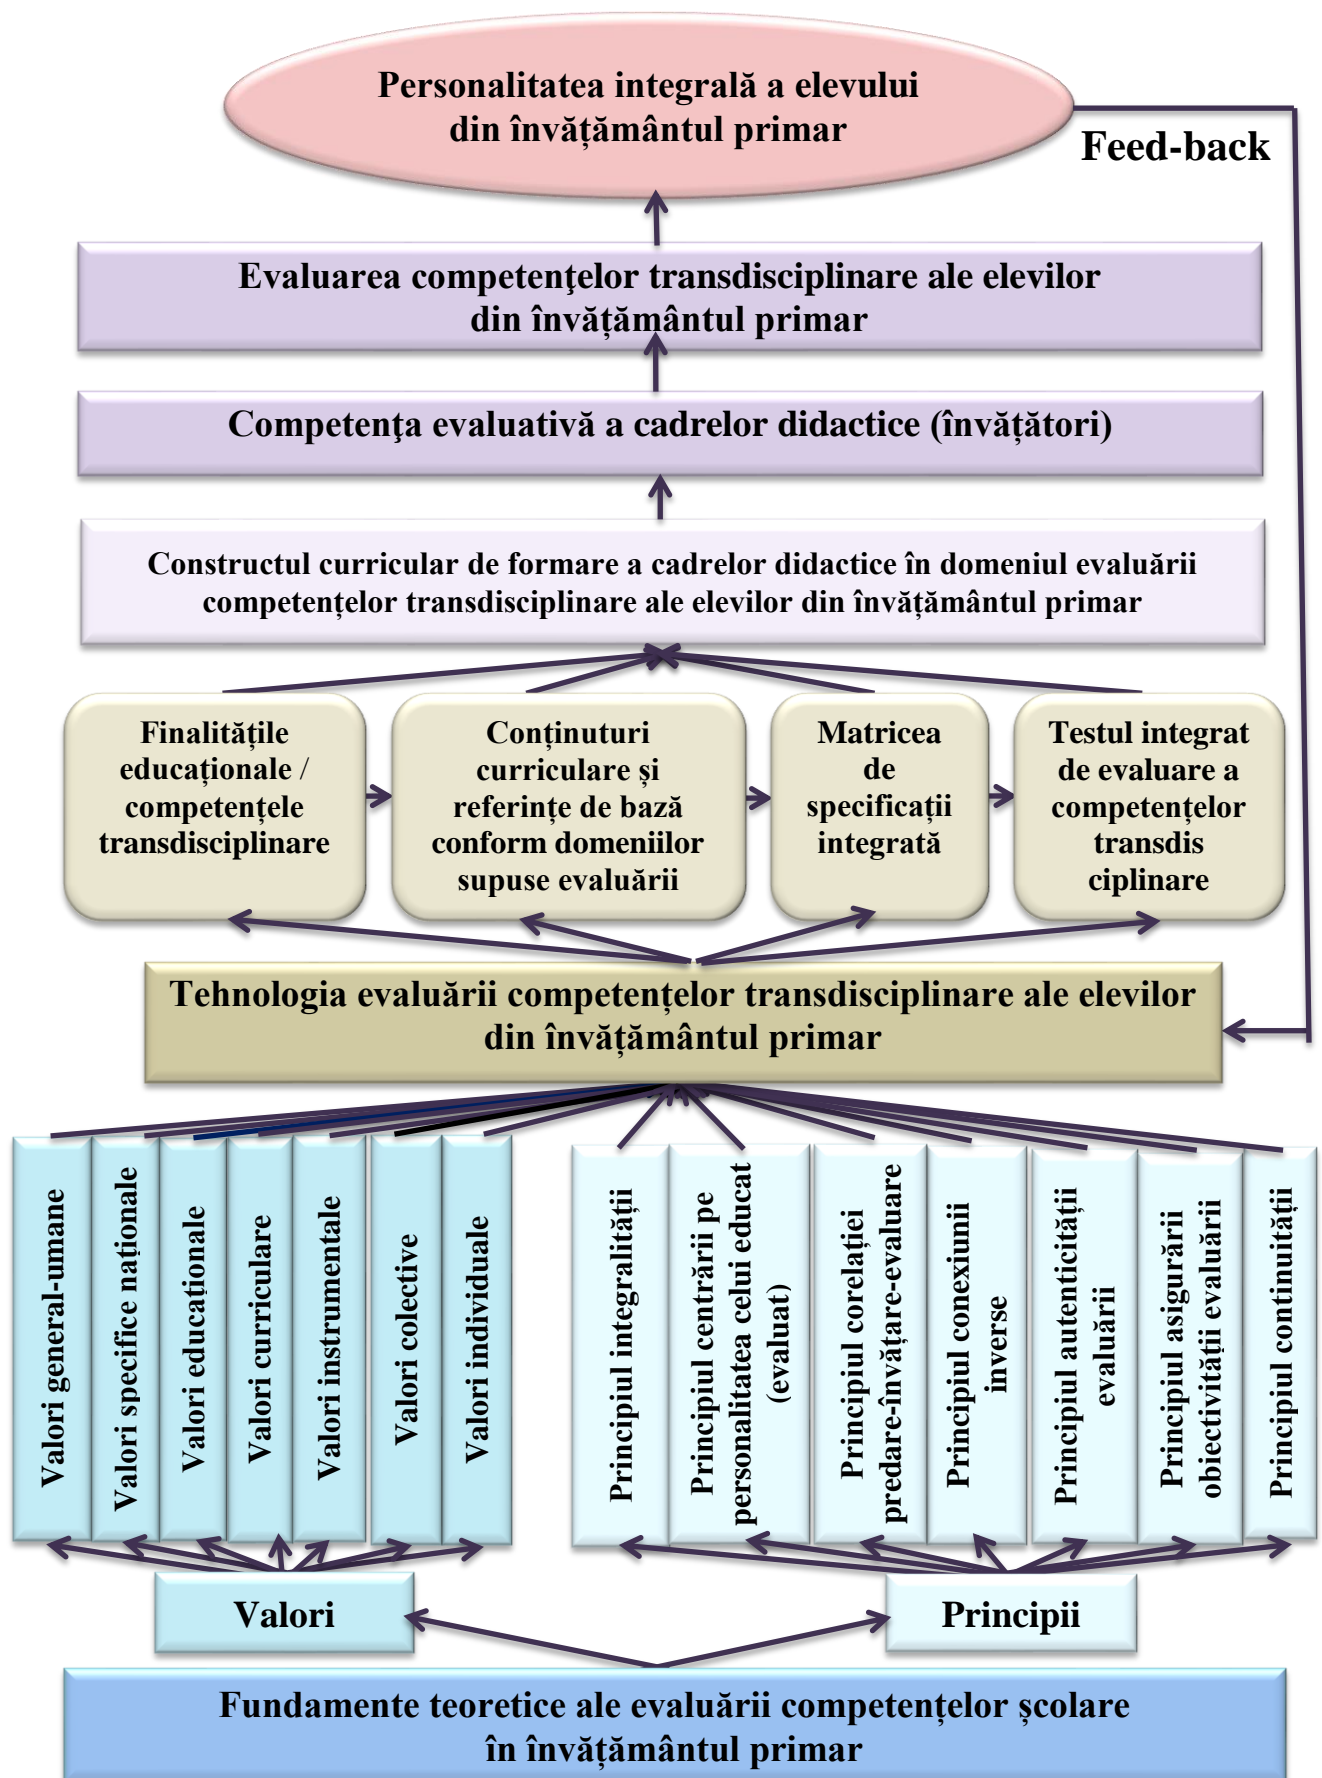 Personalitatea integrală a elevului
din învățământul primar
Feed-back
Evaluarea competenţelor transdisciplinare ale elevilor
din învățământul primar
Competenţa evaluativă a cadrelor didactice (învățători)
Constructul curricular de formare a cadrelor didactice în domeniul evaluării
competențelor transdisciplinare ale elevilor din învățământul primar
Finalitățile
educaționale /
competențele
transdisciplinare
Conținuturi
curriculare și
referințe de bază
conform domeniilor
supuse evaluării
Matricea
de
specificații
integrată
Testul integrat
de evaluare a
competențelor
transdis
ciplinare
Tehnologia evaluării competențelor transdisciplinare ale elevilor
din învățământul primar
Valori general-umane
Valori specifice naționale
Valori educaționale
Valori curriculare
Valori instrumentale
Valori colective
Valori individuale
Principiul integralității
Principiul centrării pe
personalitatea celui educat
(evaluat)
Principiul corelației
predare-învățare-evaluare
Principiul conexiunii
inverse
Principiul autenticității
evaluării
Principiul asigurării
obiectivității evaluării
Principiul continuității
Valori
Principii
Fundamente teoretice ale evaluării competențelor școlare
în învățământul primar